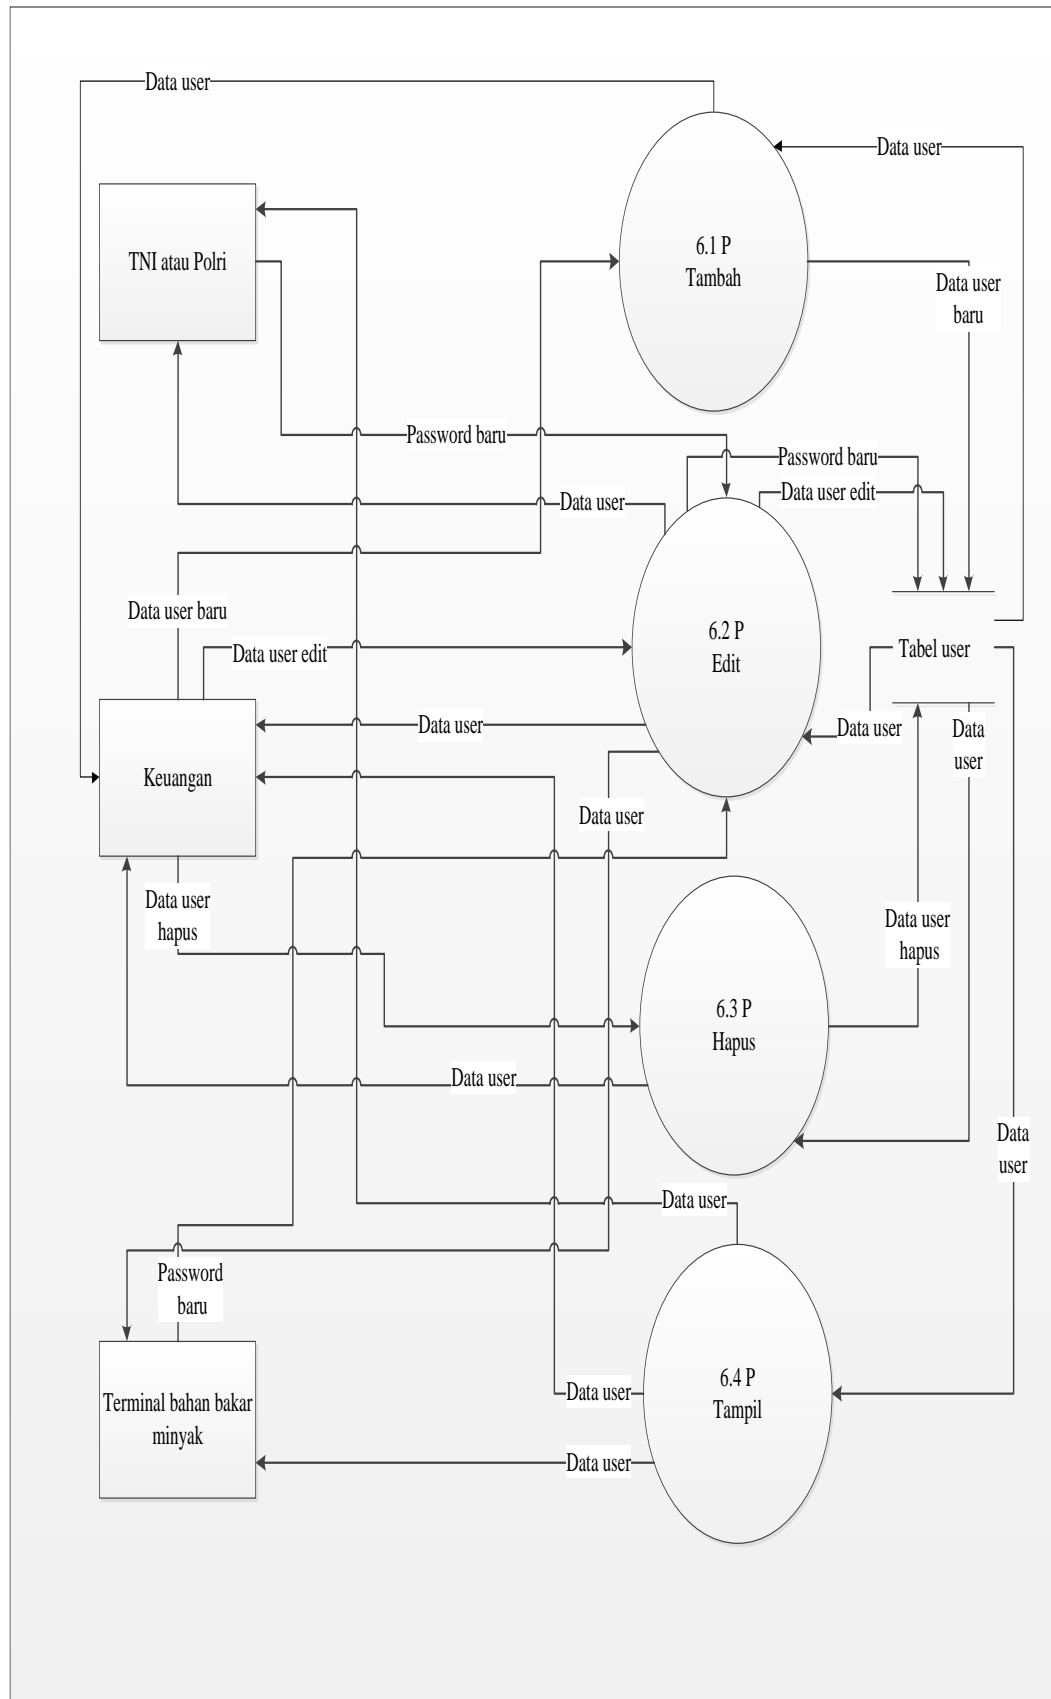 Data user
Data user
TNI atau Polri
6.1 P
Tambah
Data user
baru
Password baru
Password baru
Data user edit
Data user
Data user baru
Data user edit
6.2 P
Edit
Tabel user
Data user
Data user
Data
user
Keuangan
Data user
Data user
hapus
Data user
hapus
6.3 P
Hapus
Data user
Data
user
Data user
Password
baru
6.4 P
Tampil
Data user
Terminal bahan bakar
minyak
Data user